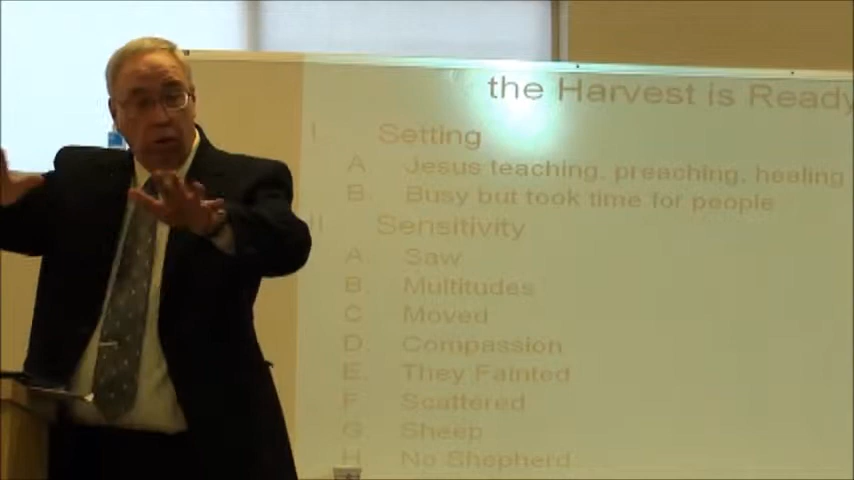 the Harvest is Ready
I. Setting
A. Jesus teaching, preaching, healing
B. Busy but took time for people
II Sensitivity
A. Saw
B. Multitudes
C. Moved
D. Compassion
E. They Fainted
F. Scattered
G. Sheep
H. No Shepherd